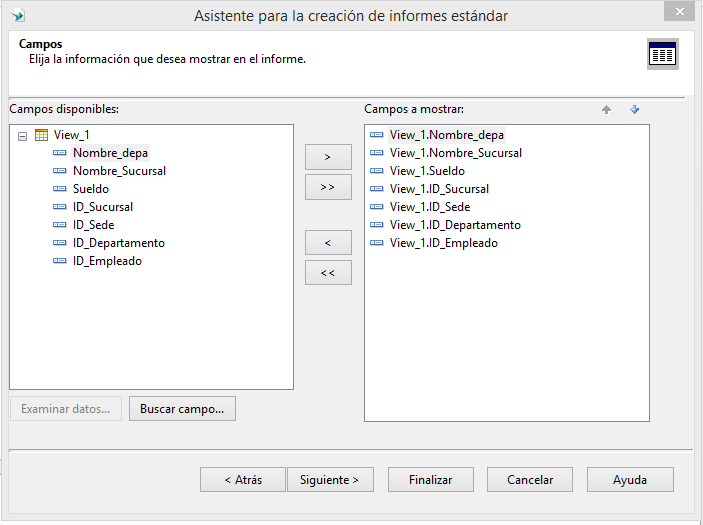 Asistente para la creación de informes estándar
Campos
Elija la información que desea mostrar en el informe.
Campos disponibles:
View_1
Nombre_depa
Nombre_Sucursal
Sueldo
ID_Sucursal
ID_Sede
ID_Departamento
ID_Empleado
>
>>
<
<<
Campos a mostrar:
View_1.Nombre_depa
View_1.Nombre_Sucursal
View_1.Sueldo
View_1.ID_Sucursal
View_1.ID_Sede
View_1.ID_Departamento
View_1.ID_Empleado
Examinar datos... Buscar campo...
< Atrás Siguiente > Finalizar Cancelar Ayuda